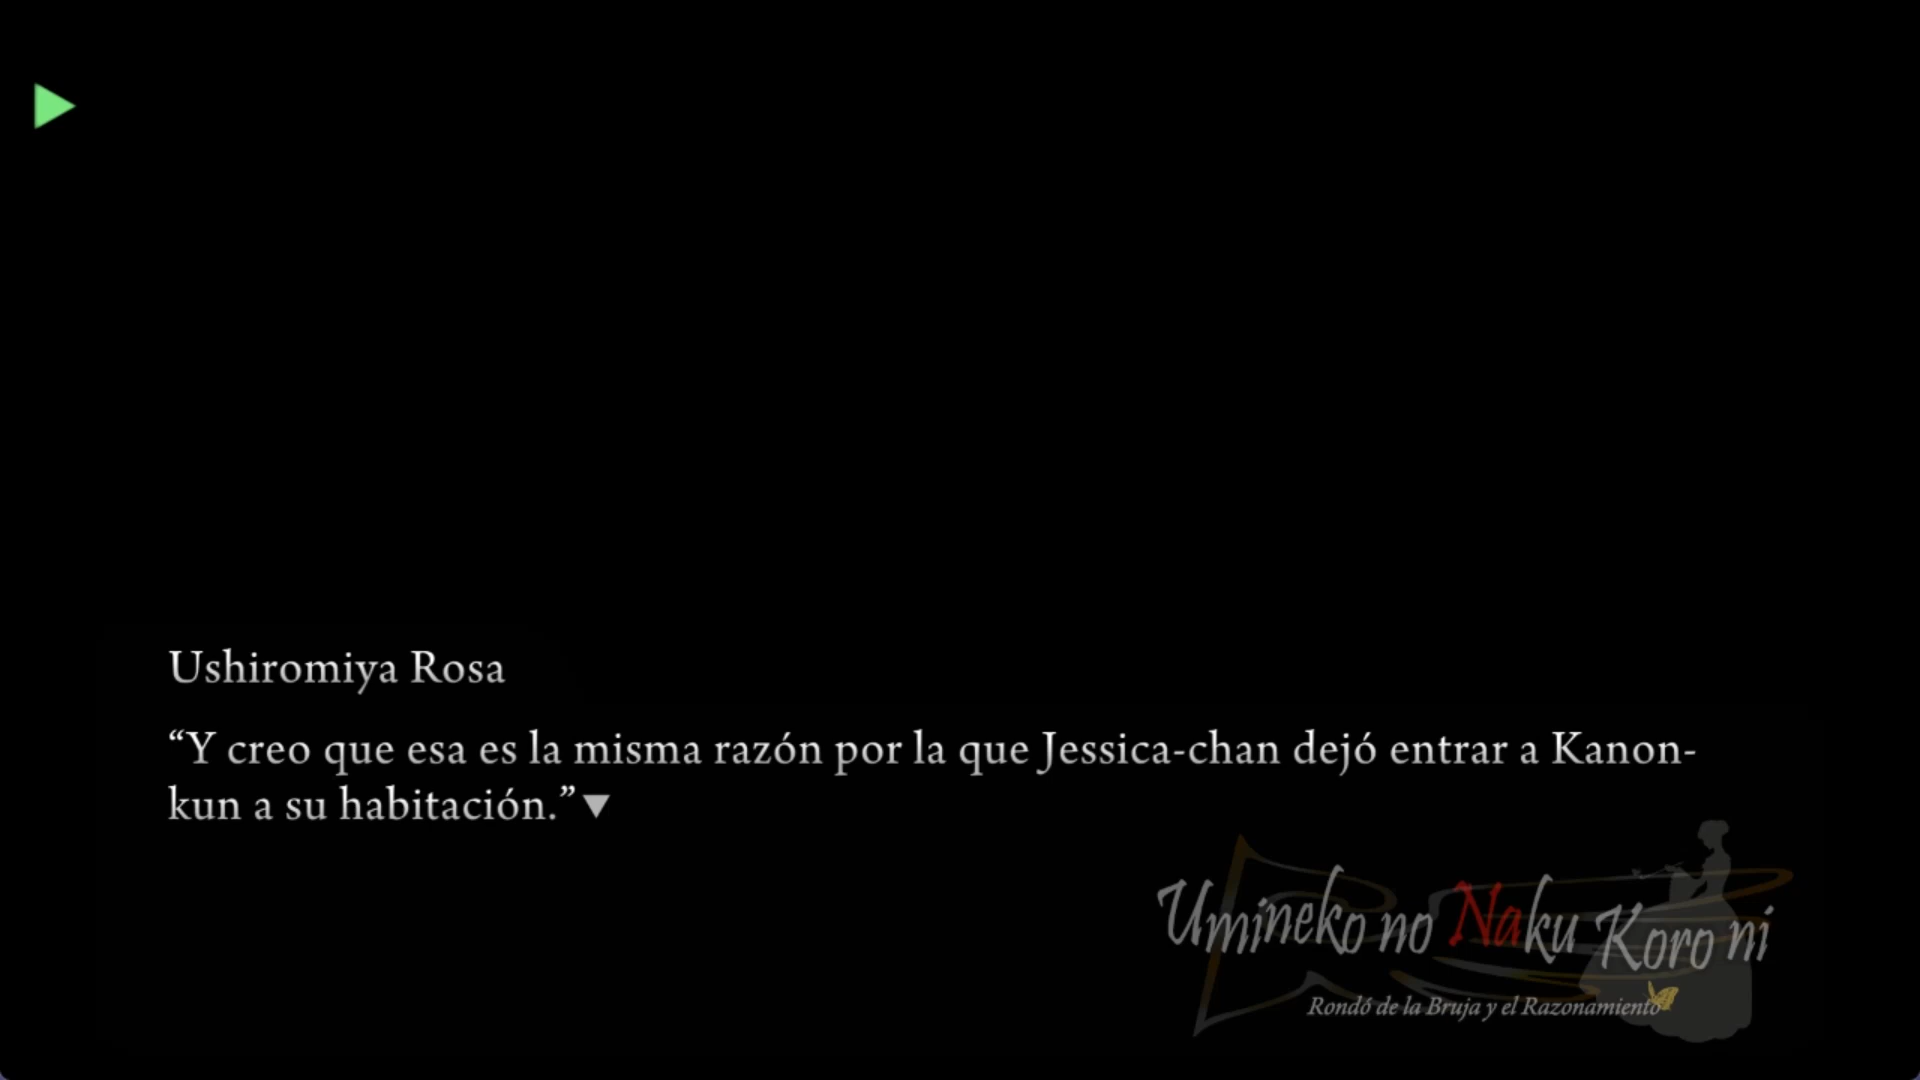 Ushiromiya Rosa
“Y creo que esa es la misma razón por la que Jessica-chan dejó entrar a Kanon-
kun a su habitación.”
Umineko no Naku Koro ni
Rondó de la Bruja y el Razonamiento